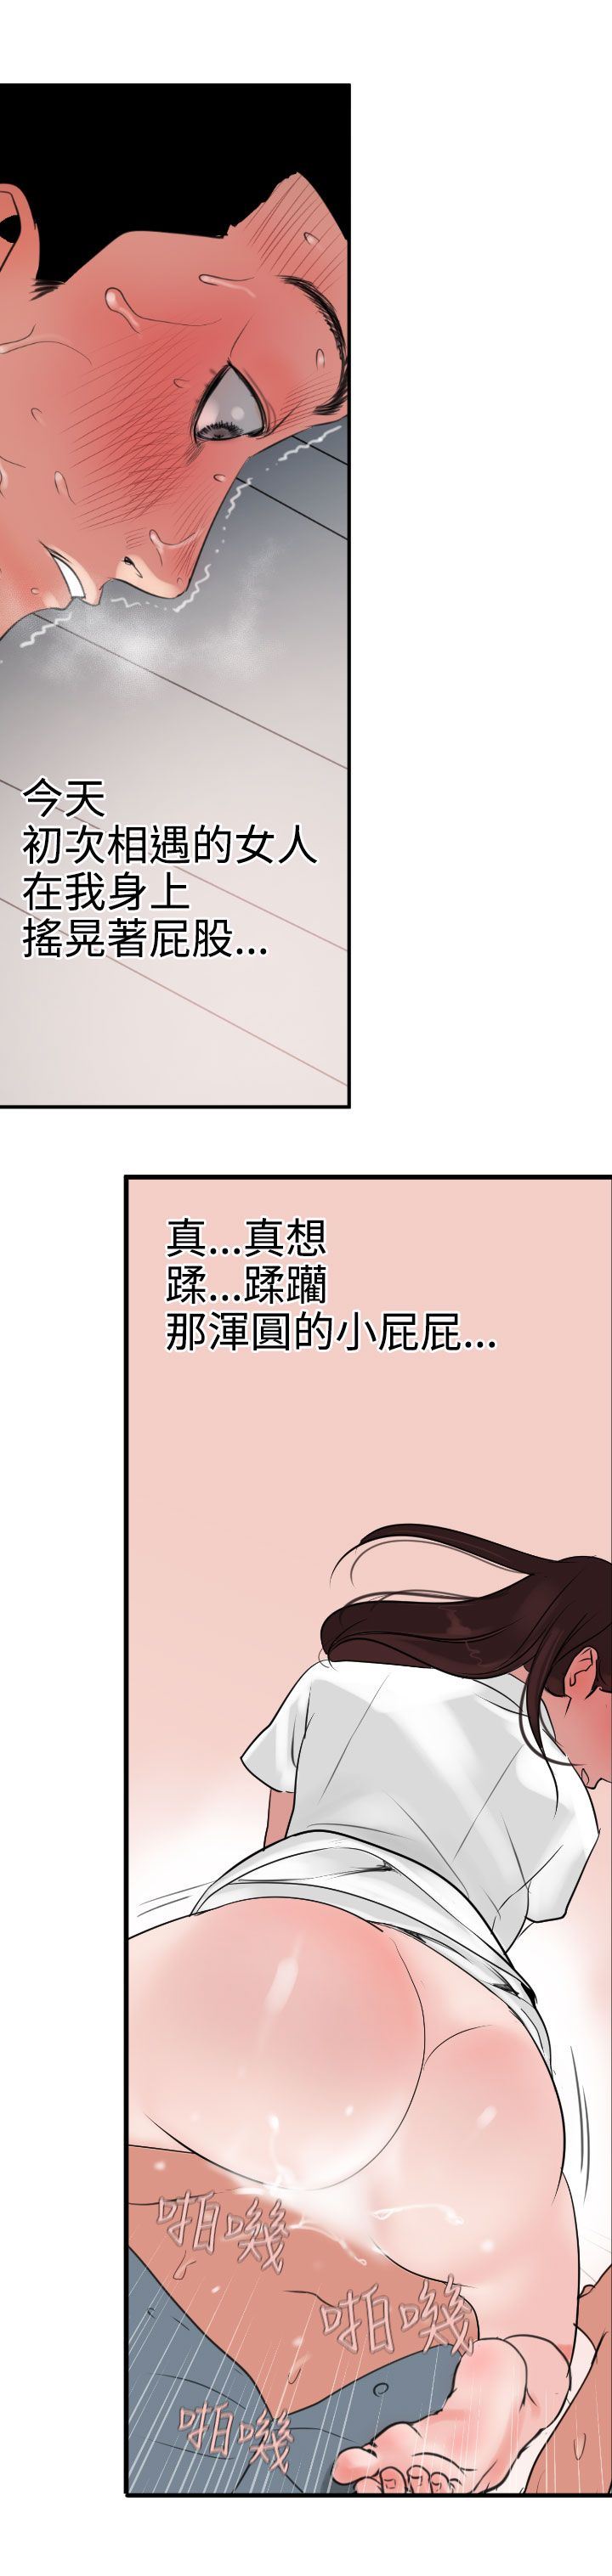 今天
初次相遇的女人
在我身上
搖晃著屁股...
真...真想
蹂...蹂躪
那渾圓的小屁屁...
啪嘰
啪嘰
啪嘰